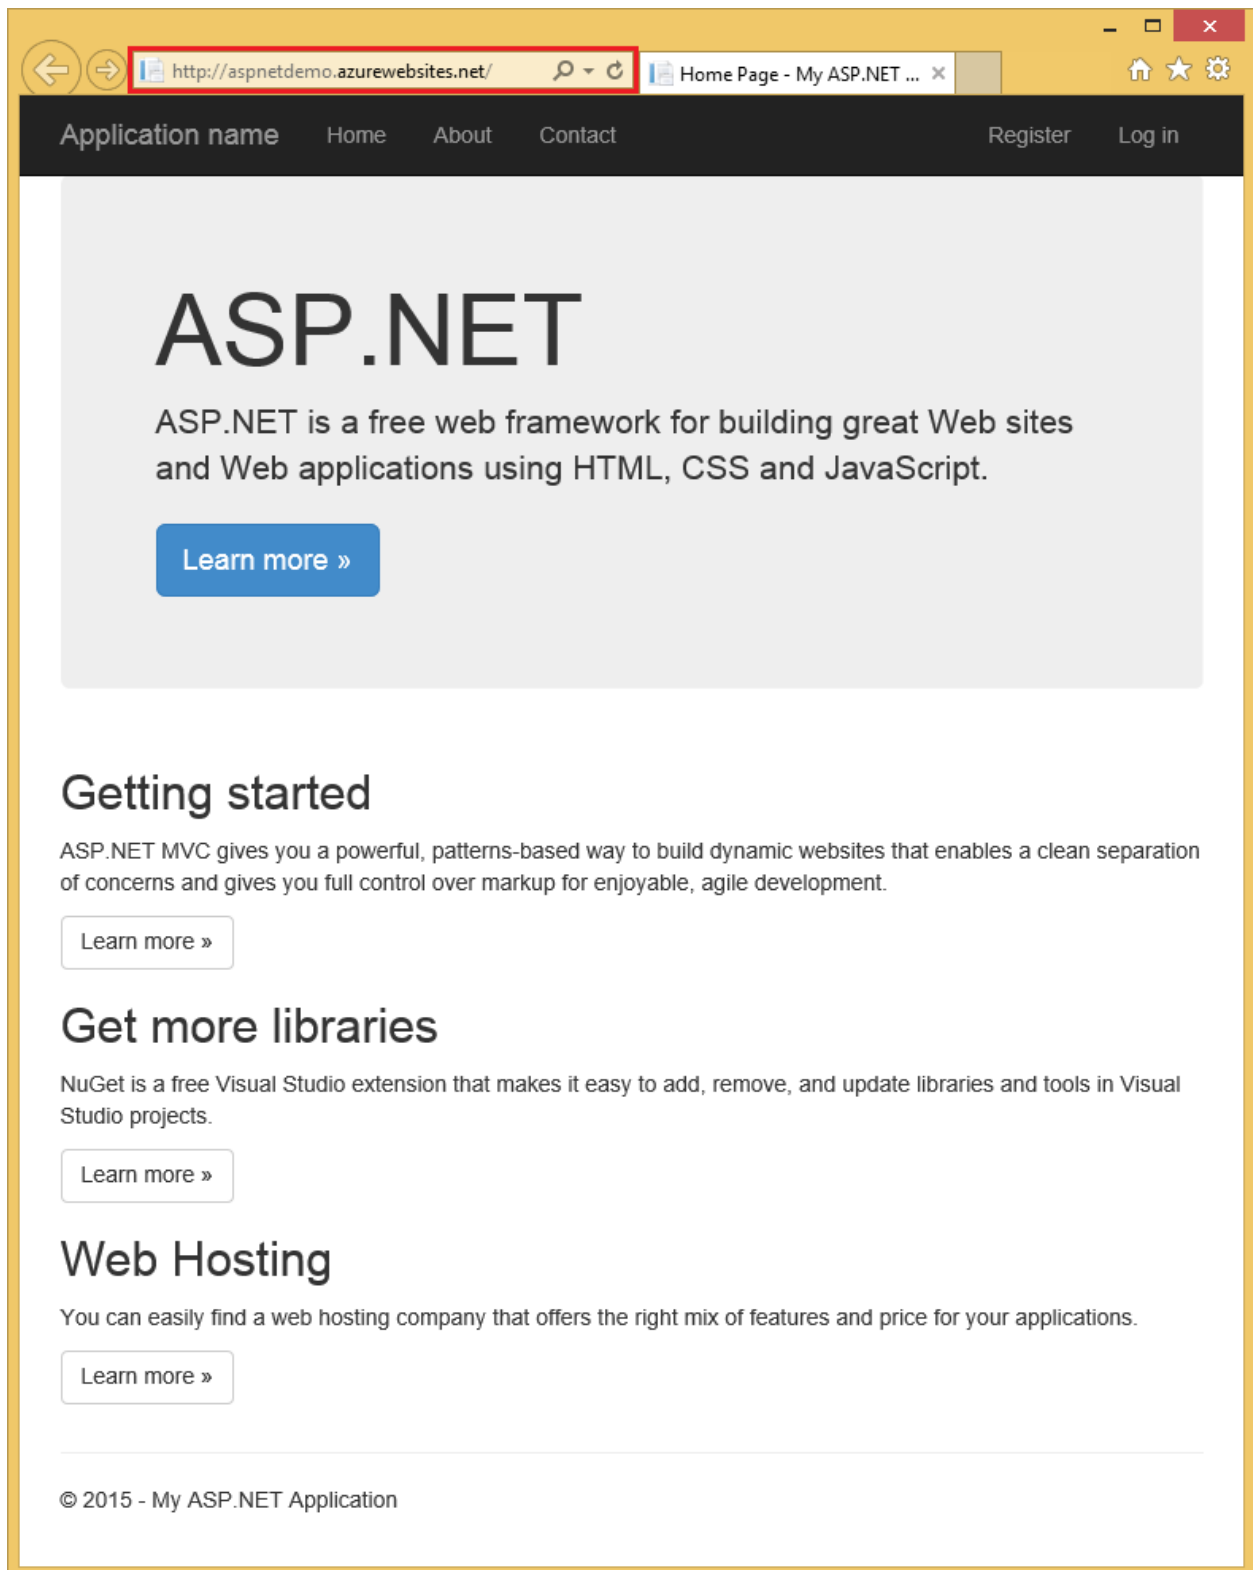 http://aspnetdemo.azurewebsites.net/
Home Page - My ASP.NET ...
Application name Home About Contact Register Log in
ASP.NET
ASP.NET is a free web framework for building great Web sites
and Web applications using HTML, CSS and JavaScript.
Learn more »
Getting started
ASP.NET MVC gives you a powerful, patterns-based way to build dynamic websites that enables a clean separation
of concerns and gives you full control over markup for enjoyable, agile development.
Learn more »
Get more libraries
NuGet is a free Visual Studio extension that makes it easy to add, remove, and update libraries and tools in Visual
Studio projects.
Learn more »
Web Hosting
You can easily find a web hosting company that offers the right mix of features and price for your applications.
Learn more »
© 2015 - My ASP.NET Application